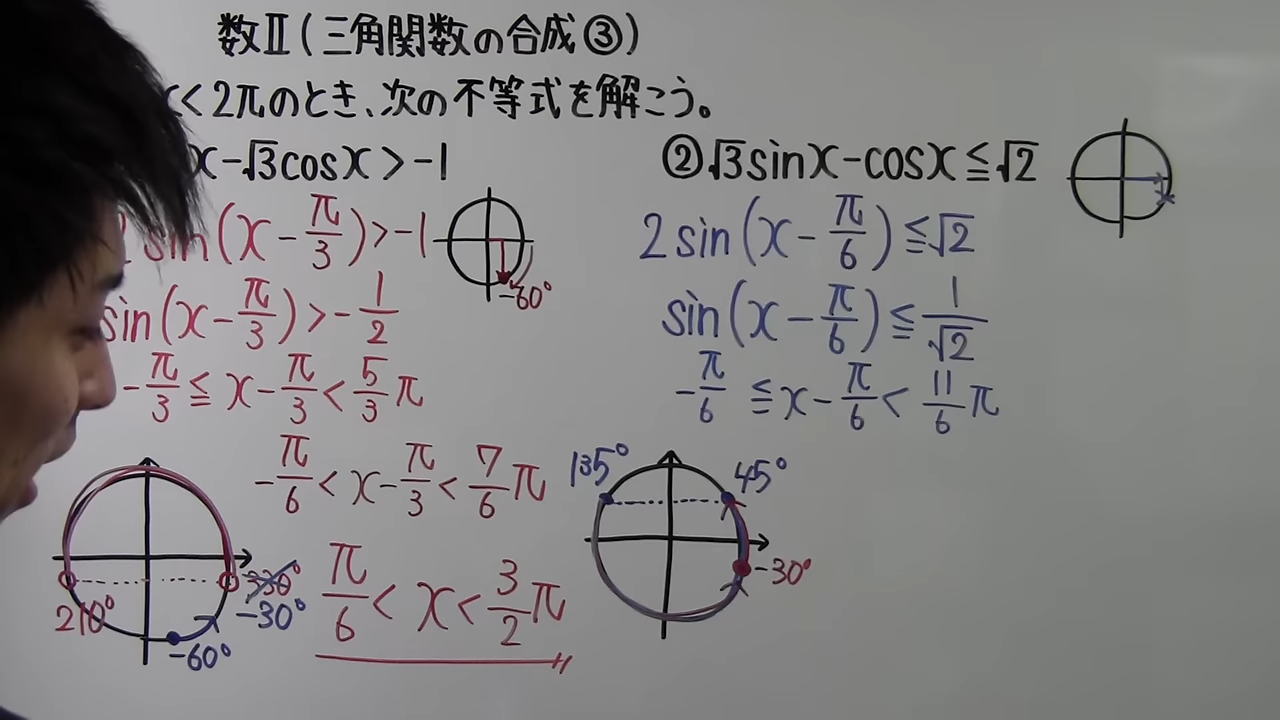 数Ⅱ(三角関数の合成③)
x<2πのとき、次の不等式を解こう。
x-√3cosx>-1
2sin(x-π/3)>-1
-60°
sin(x-π/3)>-1/2
-π/3≦x-π/3<5/3π
-π/6<x-π/3<7/6π
210°
330°
-30°
-60°
π/6<x<3/2π
②√3sinx-cosx≦√2
2sin(x-π/6)≦√2
sin(x-π/6)≦1/√2
-π/6≦x-π/6<11/6π
135°
45°
-30°